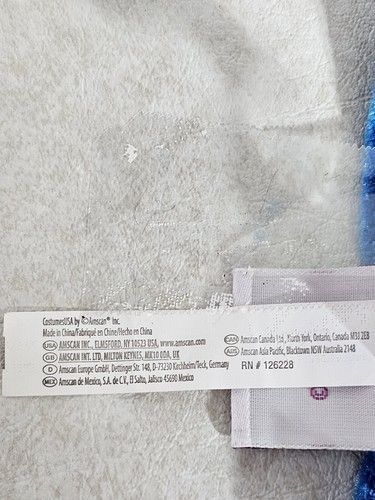 CostumesUSA by ©Amscan® Inc.
Made in China/Fabriqué en Chine/Hecho en China
USA AMSCAN INC., ELMSFORD, NY 10523 USA, www.amscan.com
GB AMSCAN INT. LTD, MILTON KEYNES, MK10 0DA, UK
D Amscan Europe GmbH, Dettinger Str. 148, D-73230 Kirchheim/Teck, Germany
MEX Amscan de Mexico, S.A. de C.V., El Salto, Jalisco 45690 Mexico
CAN Amscan Canada Ltd., North York, Ontario, Canada M3J 2E8
AUS Amscan Asia Pacific, Blacktown NSW Australia 2148
RN # 126228